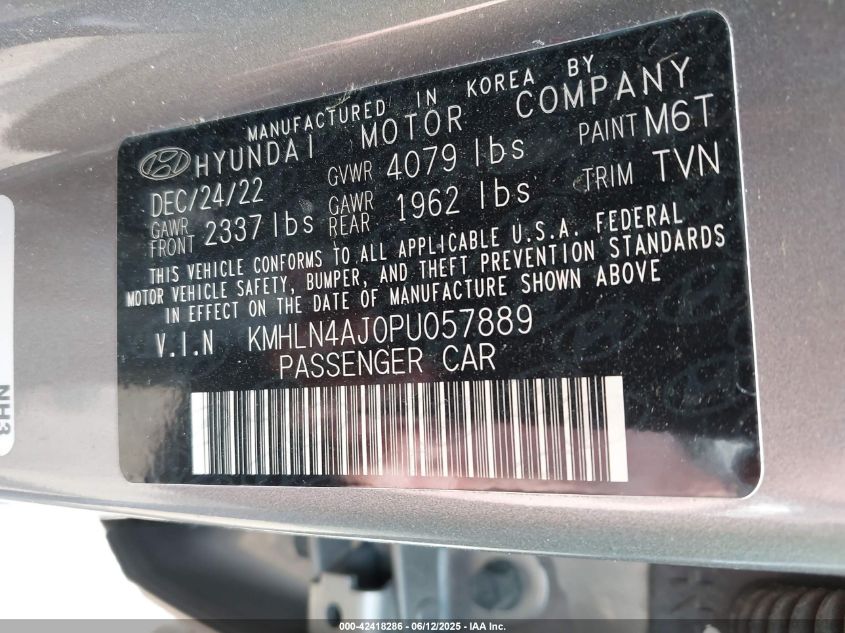 MANUFACTURED IN KOREA BY
HYUNDAI MOTOR COMPANY
DEC/24/22 GVWR 4079 lbs PAINT M6T
GAWR FRONT 2337 lbs GAWR REAR 1962 lbs TRIM TVN
THIS VEHICLE CONFORMS TO ALL APPLICABLE U.S.A. FEDERAL
MOTOR VEHICLE SAFETY, BUMPER, AND THEFT PREVENTION STANDARDS
IN EFFECT ON THE DATE OF MANUFACTURE SHOWN ABOVE
V.I.N KMHLN4AJ0PU057889
PASSENGER CAR
NH3
000-42418286 - 06/12/2025 - IAA Inc.